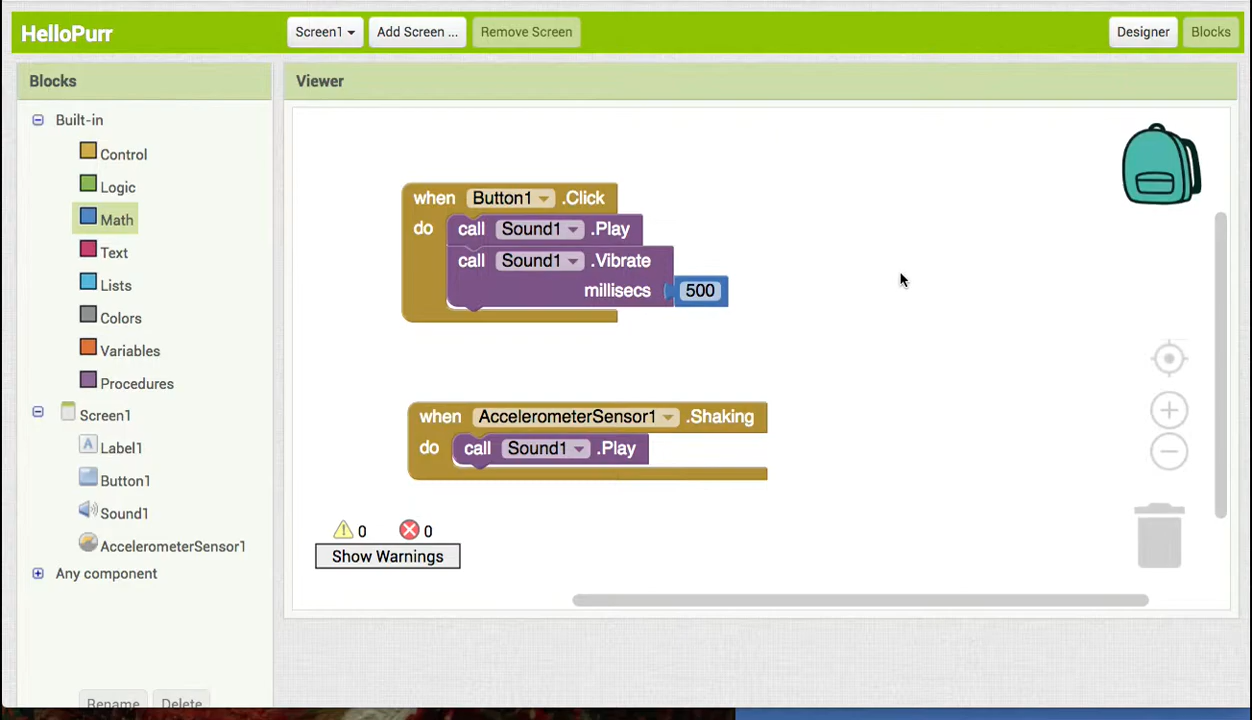 HelloPurr
Screen1
Add Screen ...
Remove Screen
Designer
Blocks
Blocks
Built-in
Control
Logic
Math
Text
Lists
Colors
Variables
Procedures
Screen1
Label1
Button1
Sound1
AccelerometerSensor1
Any component
Rename
Delete
Viewer
when Button1 .Click
do call Sound1 .Play
call Sound1 .Vibrate
millisecs 500
when AccelerometerSensor1 .Shaking
do call Sound1 .Play
0 0
Show Warnings